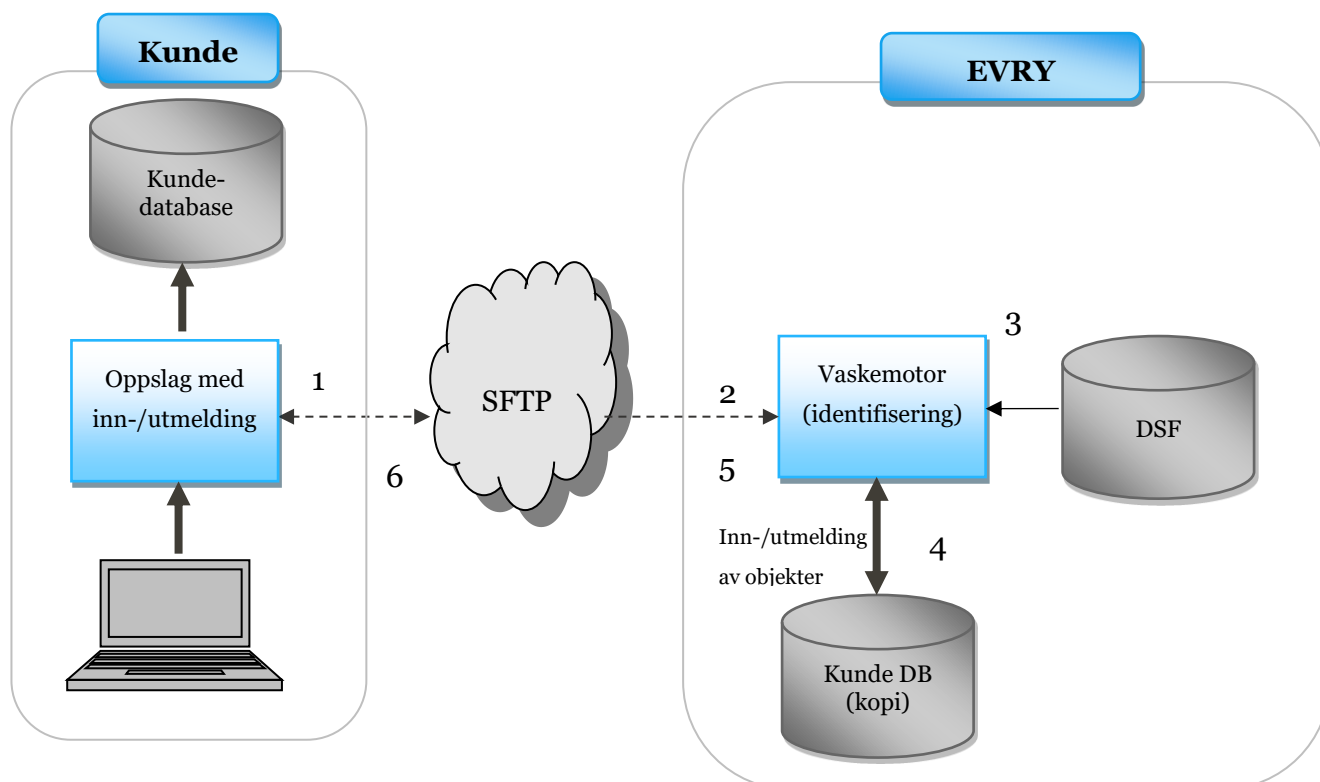 Kunde
EVRY
Kunde-
database
Oppslag med
inn-/utmelding
1
6
SFTP
2
5
3
Vaskemotor
(identifisering)
DSF
Inn-/utmelding
av objekter
4
Kunde DB
(kopi)